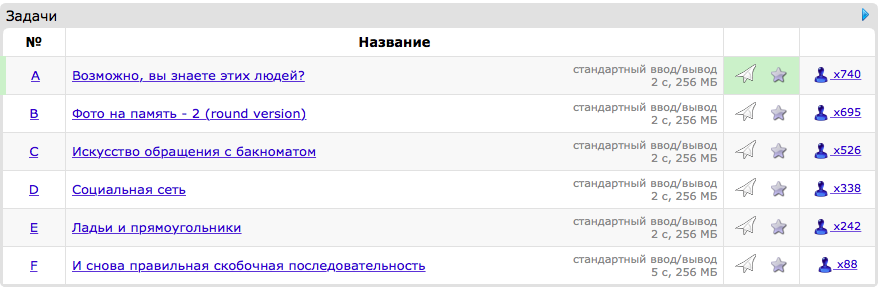 Задачи
№ Название
A Возможно, вы знаете этих людей? стандартный ввод/вывод x740
2 с, 256 МБ
B Фото на память - 2 (round version) стандартный ввод/вывод x695
2 с, 256 МБ
C Искусство обращения с бакноматом стандартный ввод/вывод x526
2 с, 256 МБ
D Социальная сеть стандартный ввод/вывод x338
2 с, 256 МБ
E Ладьи и прямоугольники стандартный ввод/вывод x242
2 с, 256 МБ
F И снова правильная скобочная последовательность стандартный ввод/вывод x88
5 с, 256 МБ